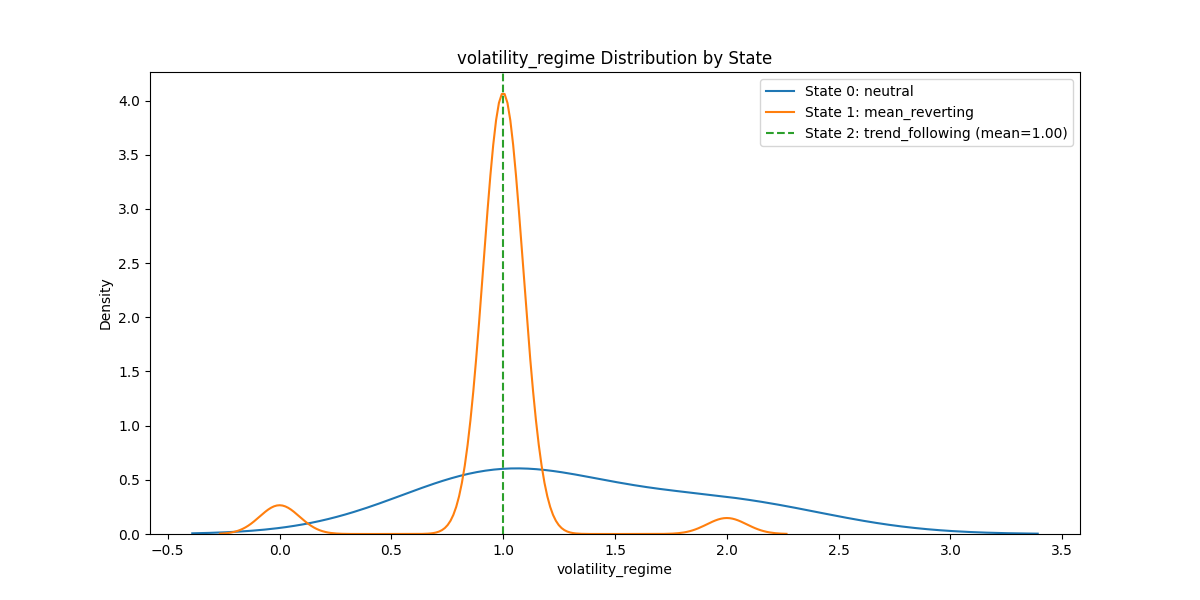 volatility_regime Distribution by State
State 0: neutral
State 1: mean_reverting
State 2: trend_following (mean=1.00)
Density
4.0
3.5
3.0
2.5
2.0
1.5
1.0
0.5
0.0
−0.5 0.0 0.5 1.0 1.5 2.0 2.5 3.0 3.5
volatility_regime